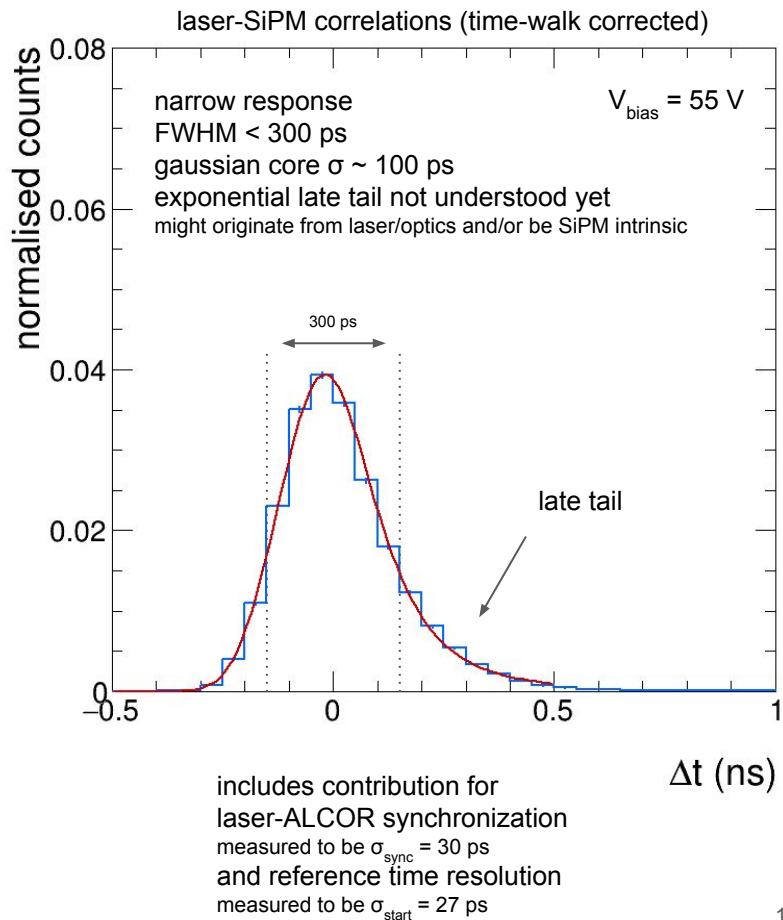 laser-SiPM correlations (time-walk corrected)
normalised counts
0.08
0.06
0.04
0.02
0
−0.5
0
0.5
1
narrow response
V_bias = 55 V
FWHM < 300 ps
gaussian core σ ~ 100 ps
exponential late tail not understood yet
might originate from laser/optics and/or be SiPM intrinsic
300 ps
late tail
Δt (ns)
includes contribution for
laser-ALCOR synchronization
measured to be σ_sync = 30 ps
and reference time resolution
measured to be σ_start = 27 ps
1